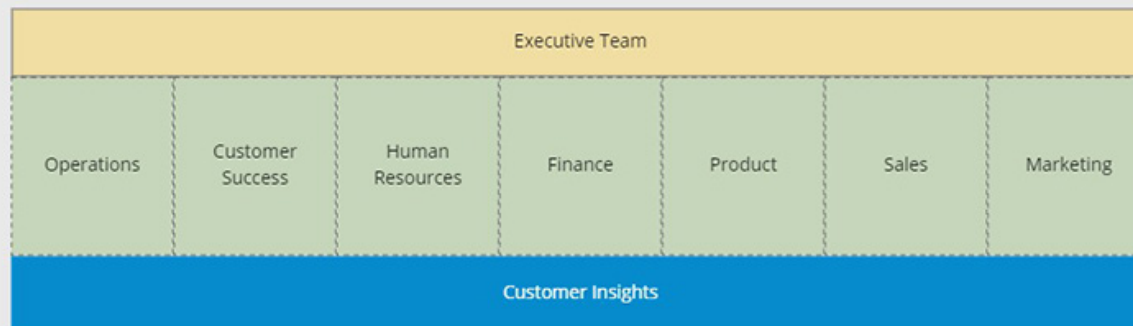 Executive Team
Operations
Customer
Success
Human
Resources
Finance
Product
Sales
Marketing
Customer Insights